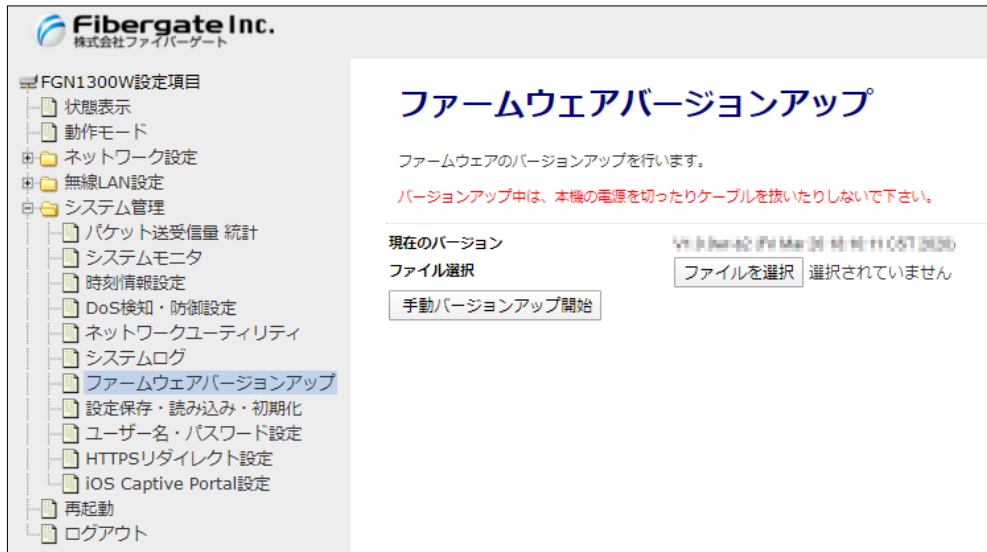 Fibergate Inc.
株式会社ファイバーゲート
FGN1300W設定項目
状態表示
動作モード
ネットワーク設定
無線LAN設定
システム管理
パケット送受信量 統計
システムモニタ
時刻情報設定
DoS検知・防御設定
ネットワークユーティリティ
システムログ
ファームウェアバージョンアップ
設定保存・読み込み・初期化
ユーザー名・パスワード設定
HTTPSリダイレクト設定
iOS Captive Portal設定
再起動
ログアウト
ファームウェアバージョンアップ
ファームウェアのバージョンアップを行います。
バージョンアップ中は、本機の電源を切ったりケーブルを抜いたりしないで下さい。
現在のバージョン
ファイル選択 ファイルを選択 選択されていません
手動バージョンアップ開始